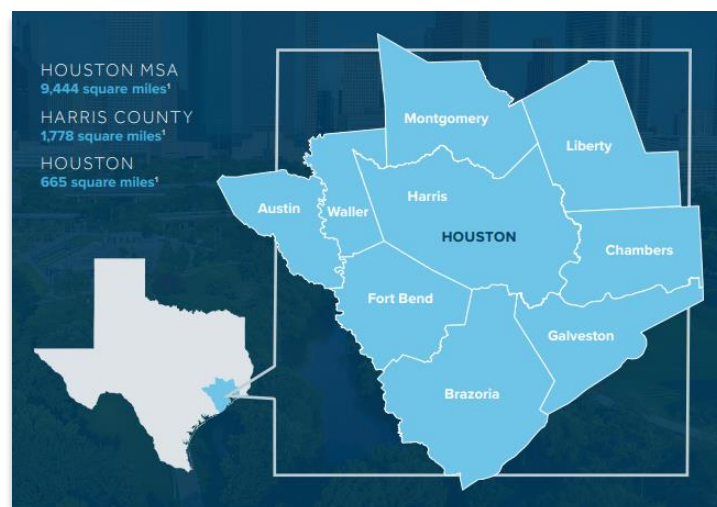 HOUSTON MSA
9,444 square miles¹
HARRIS COUNTY
1,778 square miles¹
HOUSTON
665 square miles¹
Montgomery
Liberty
Austin
Waller
Harris
HOUSTON
Chambers
Fort Bend
Galveston
Brazoria